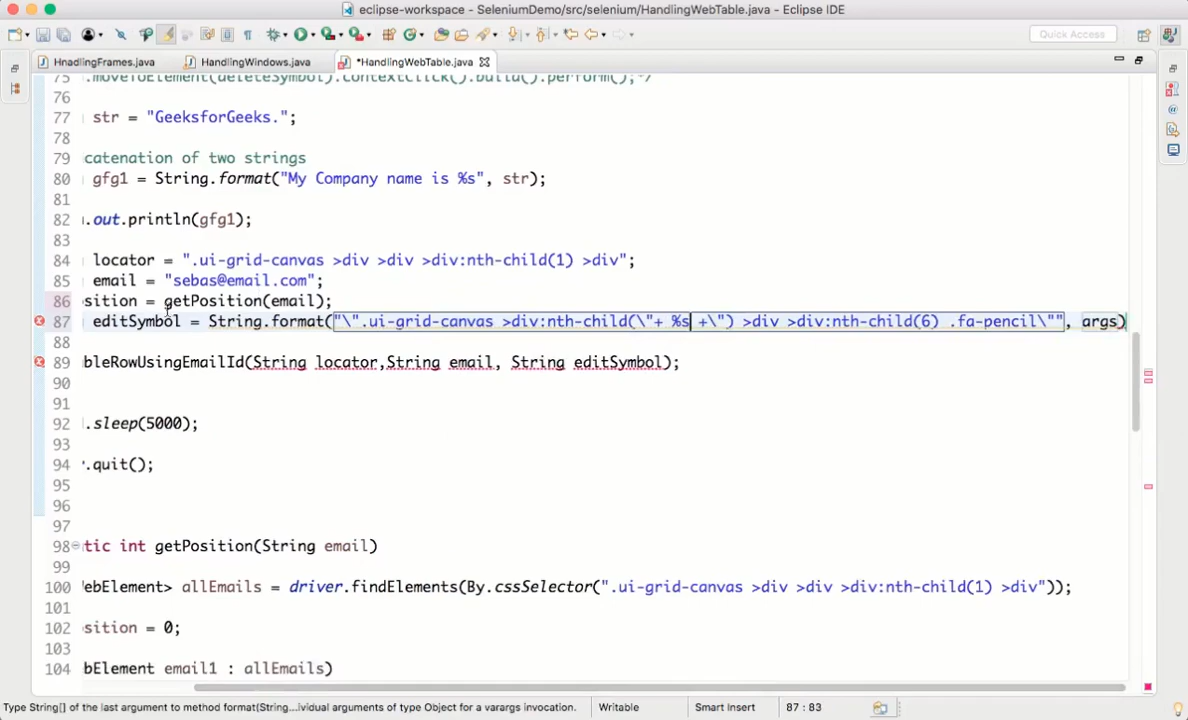 eclipse-workspace - SeleniumDemo/src/selenium/HandlingWebTable.java - Eclipse IDE
Quick Access
HnadlingFrames.java HandlingWindows.java *HandlingWebTable.java
75 .moveToElement(deleteSymbol).contextClick().build().perform();*/
76
77 str = "GeeksforGeeks.";
78
79 catenation of two strings
80 gfg1 = String.format("My Company name is %s", str);
81
82 .out.println(gfg1);
83
84 locator = ".ui-grid-canvas >div >div >div:nth-child(1) >div";
85 email = "sebas@email.com";
86 sition = getPosition(email);
87 editSymbol = String.format("\".ui-grid-canvas >div:nth-child(\"+ %s +\") >div >div:nth-child(6) .fa-pencil\"", args)
88
89 bleRowUsingEmailId(String locator,String email, String editSymbol);
90
91
92 .sleep(5000);
93
94 .quit();
95
96
97
98 tic int getPosition(String email)
99
100 ebElement> allEmails = driver.findElements(By.cssSelector(".ui-grid-canvas >div >div >div:nth-child(1) >div"));
101
102 sition = 0;
103
104 bElement email1 : allEmails)
Type String[] of the last argument to method format(String...ividual arguments of type Object for a varargs invocation. Writable Smart Insert 87 : 83